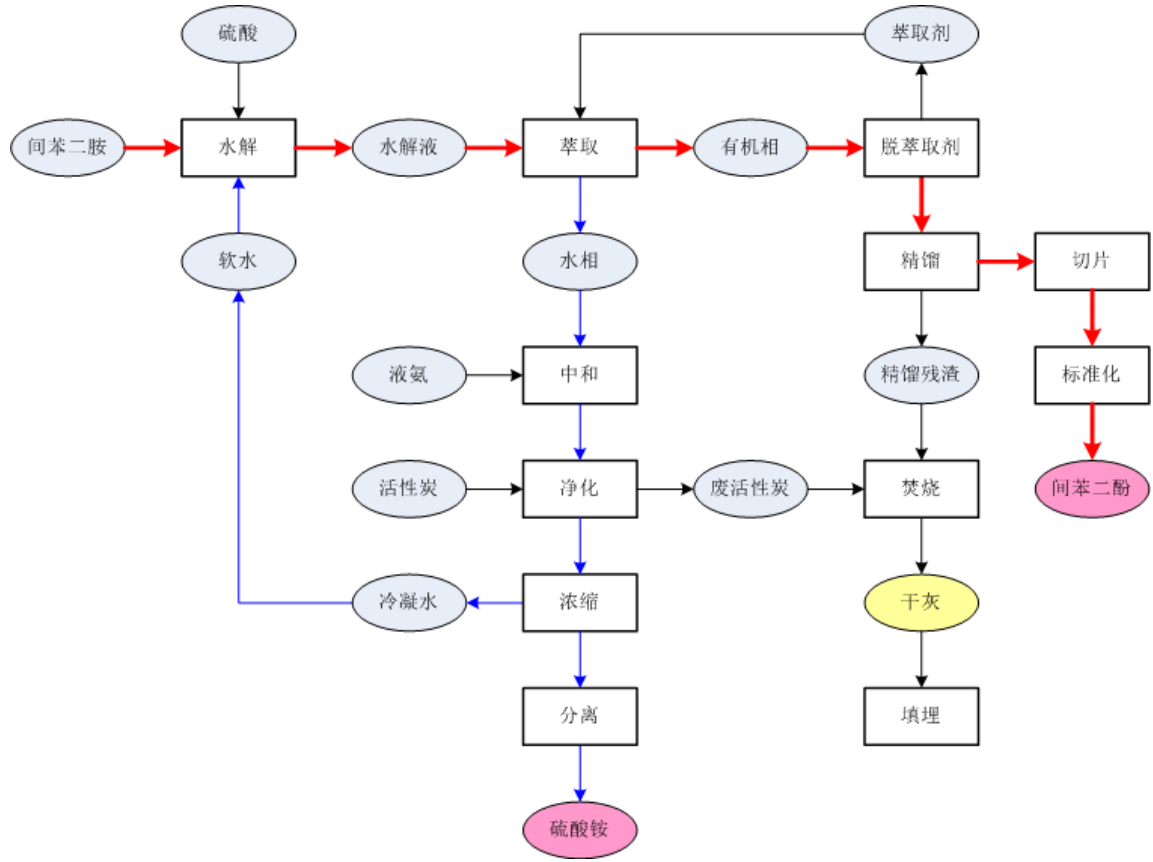 硫酸
萃取剂
间苯二胺
水解
水解液
萃取
有机相
脱萃取剂
软水
水相
精馏
切片
液氨
中和
精馏残渣
标准化
活性炭
净化
废活性炭
焚烧
间苯二酚
冷凝水
浓缩
干灰
分离
填埋
硫酸铵